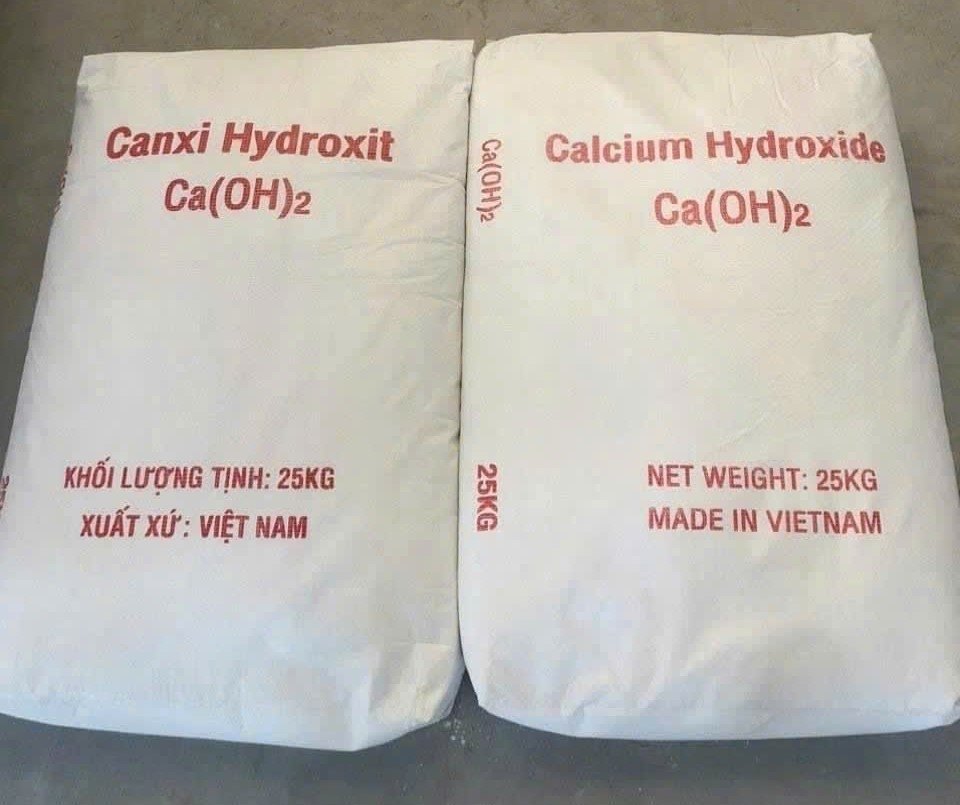 Canxi Hydroxit
Ca(OH)₂
KHỐI LƯỢNG TỊNH: 25KG
XUẤT XỨ: VIỆT NAM
Ca(OH)₂
25KG
Calcium Hydroxide
Ca(OH)₂
NET WEIGHT: 25KG
MADE IN VIETNAM